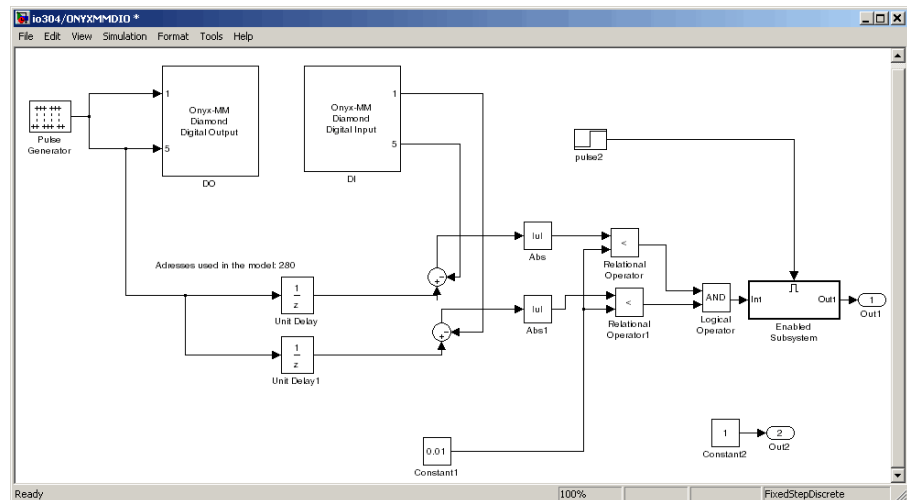 io304/ONYXMMDIO *
File Edit View Simulation Format Tools Help
Pulse
Generator
1
5
Onyx-MM
Diamond
Digital Output
DO
Onyx-MM
Diamond
Digital Input
1
5
DI
pulse2
Adresses used in the model: 280
1
z
Unit Delay
1
z
Unit Delay1
+
-
+
-
|u|
Abs
|u|
Abs1
<
Relational
Operator
<
Relational
Operator1
AND
Logical
Operator
In1
Out1
Enabled
Subsystem
1
Out1
0.01
Constant1
1
Constant2
2
Out2
Ready
100%
FixedStepDiscrete